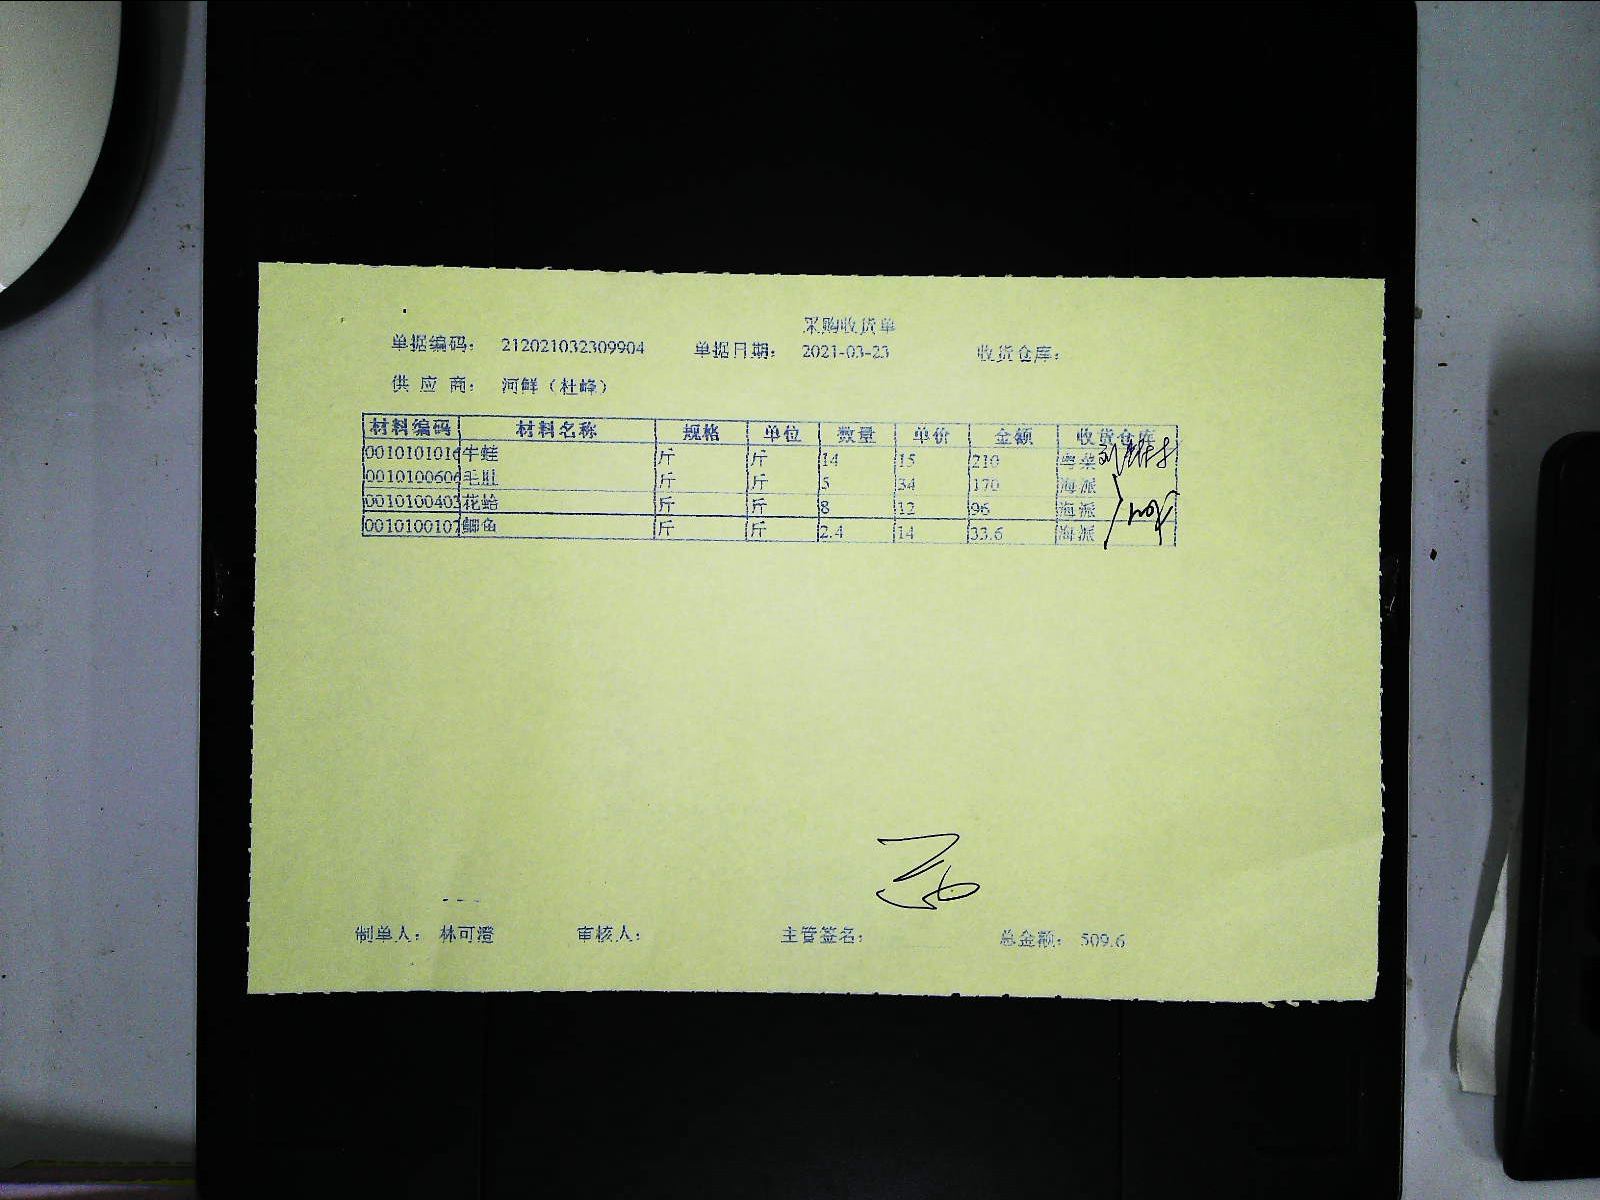 采购收货单
单据编码： 212021032309904 单据日期： 2021-03-23 收货仓库：
供 应 商： 河鲜（杜峰）
材料编码 材料名称 规格 单位 数量 单价 金额 收货仓库
0010101016 牛蛙 斤 斤 14 15 210 粤菜
0010100606 毛肚 斤 斤 5 34 170 海派
0010100403 花蛤 斤 斤 8 12 96 海派
0010100107 鲫鱼 斤 斤 2.4 14 33.6 海派
制单人： 林可澄 审核人： 主管签名： 总金额： 509.6